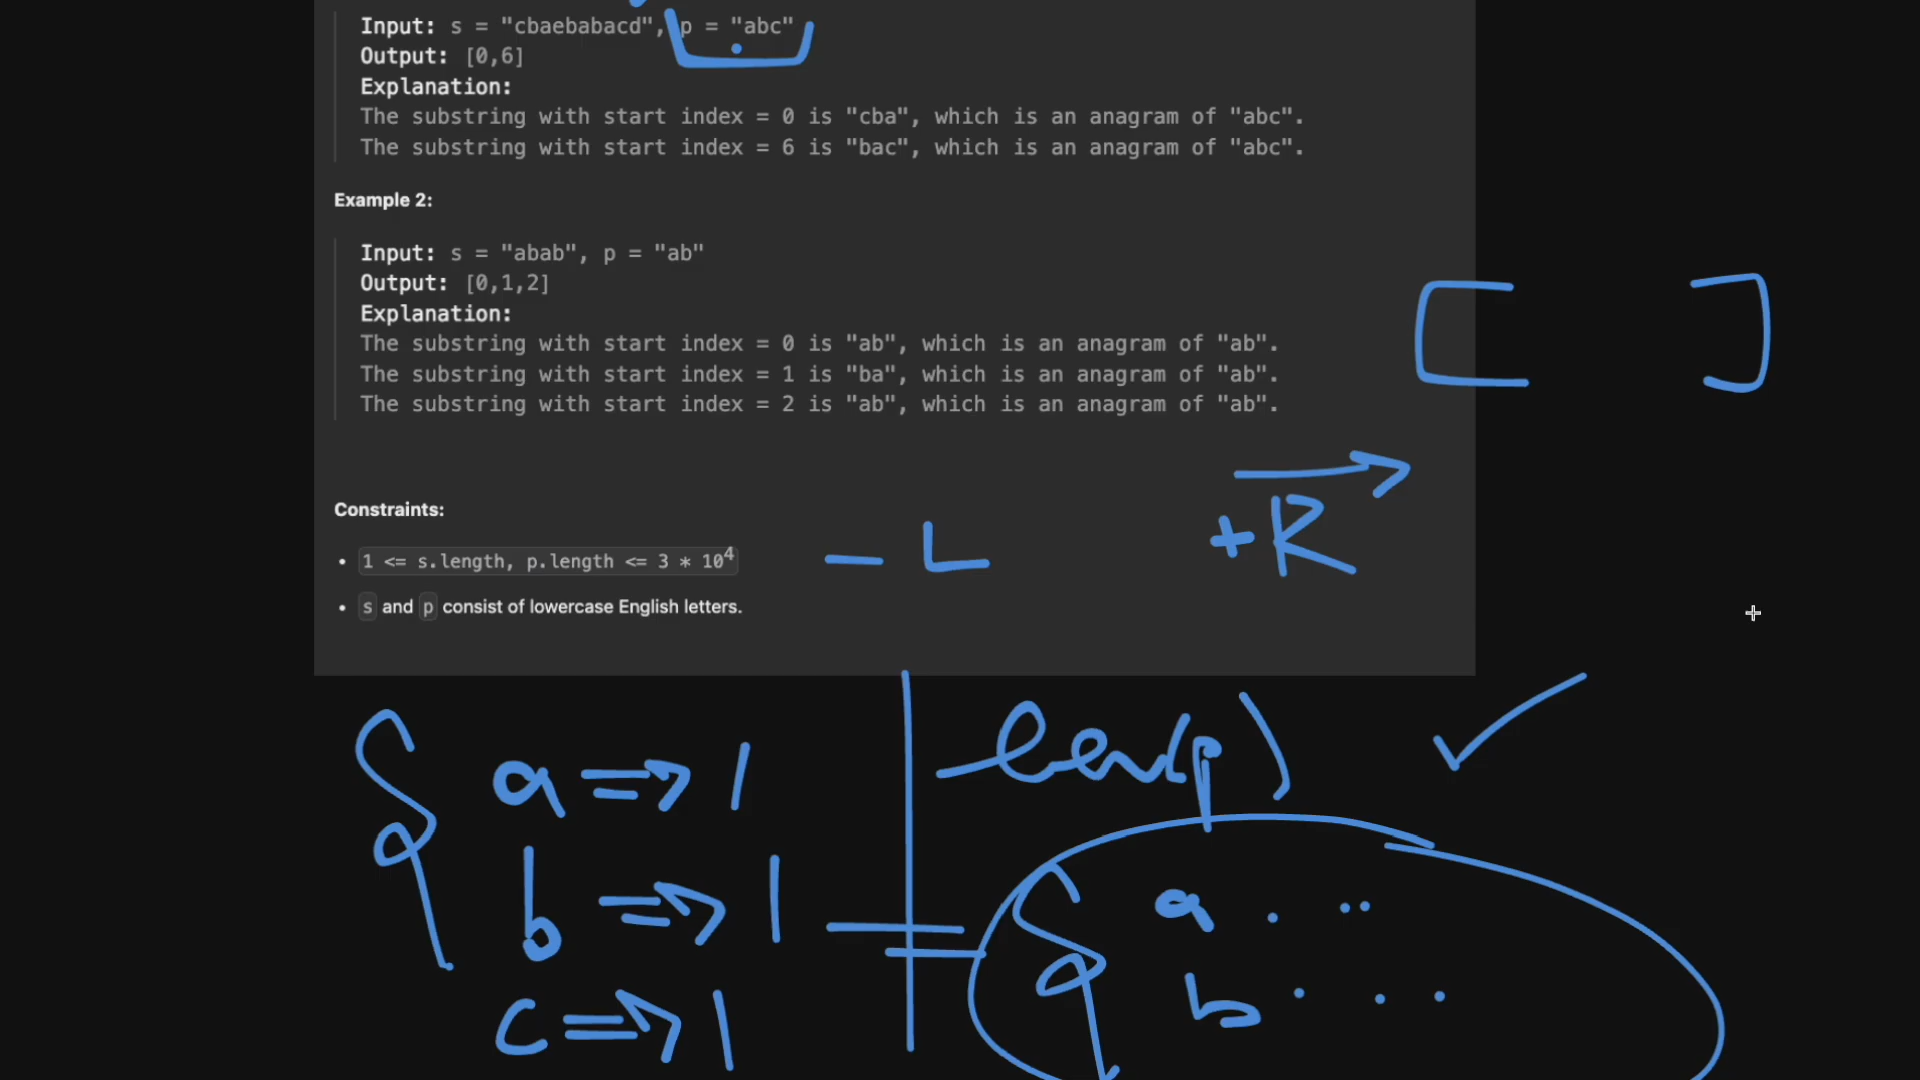 Input: s = "cbaebabacd", p = "abc"
Output: [0,6]
Explanation:
The substring with start index = 0 is "cba", which is an anagram of "abc".
The substring with start index = 6 is "bac", which is an anagram of "abc".
Example 2:
Input: s = "abab", p = "ab"
Output: [0,1,2]
Explanation:
The substring with start index = 0 is "ab", which is an anagram of "ab".
The substring with start index = 1 is "ba", which is an anagram of "ab".
The substring with start index = 2 is "ab", which is an anagram of "ab".
Constraints:
• 1 <= s.length, p.length <= 3 * 10^4
• s and p consist of lowercase English letters.
[ ]
- L +R
a => 1
b => 1
c => 1
len(p)
=
a . ..
b . . .